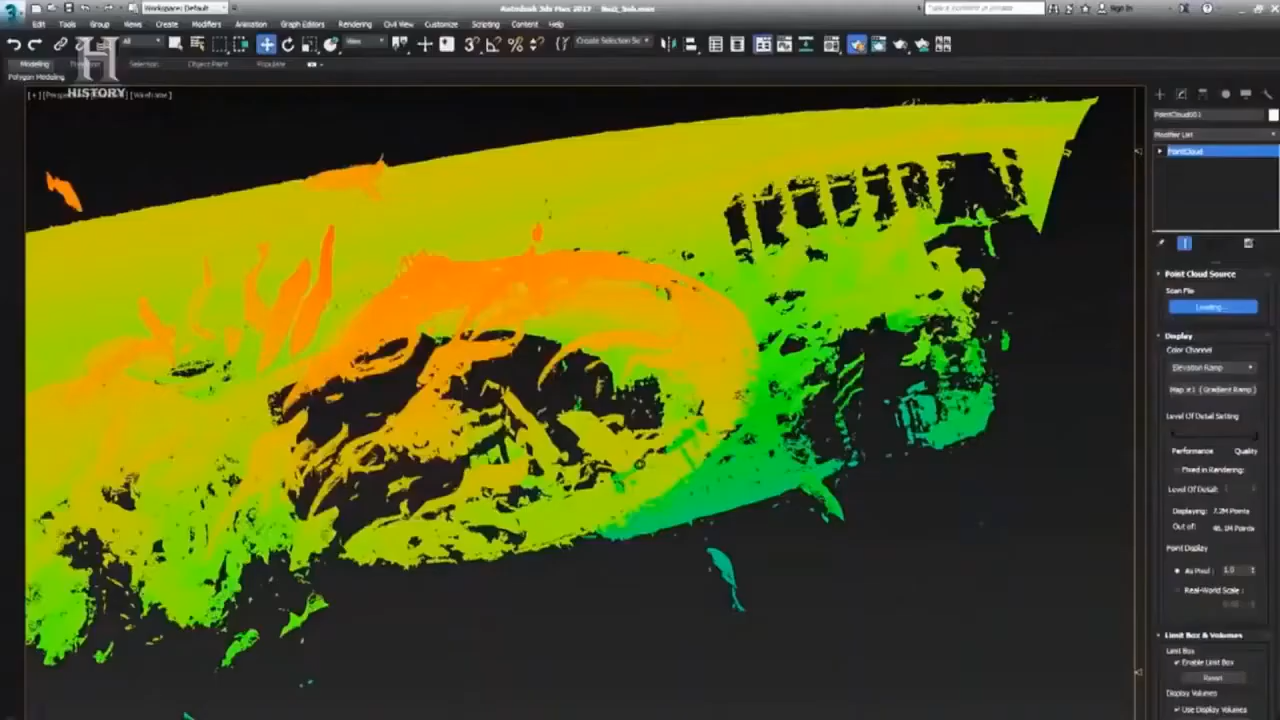 Workspace: Default
Autodesk 3ds Max 2017
Sign In
Edit Tools Group Views Create Modifiers Animation Graph Editors Rendering Civil View Customize Scripting Content Help
All
View
Create Selection Se
H
HISTORY
Modeling
Selection
Object Paint
Populate
Polygon Modeling
[Wireframe]
Modifier List
PointCloud
Point Cloud Source
Scan File
Loading...
Display
Color Channel
Elevation Ramp
Map #1 (Gradient Ramp)
Level Of Detail Setting
Performance Quality
Fixed in Rendering:
Level Of Detail:
Displaying: 7.2M Points
Out of: 46.1M Points
Point Display
As Pixel: 1.0
Real-World Scale:
Limit Box & Volumes
Limit Box
Enable Limit Box
Reset
Display Volumes
Use Display Volumes